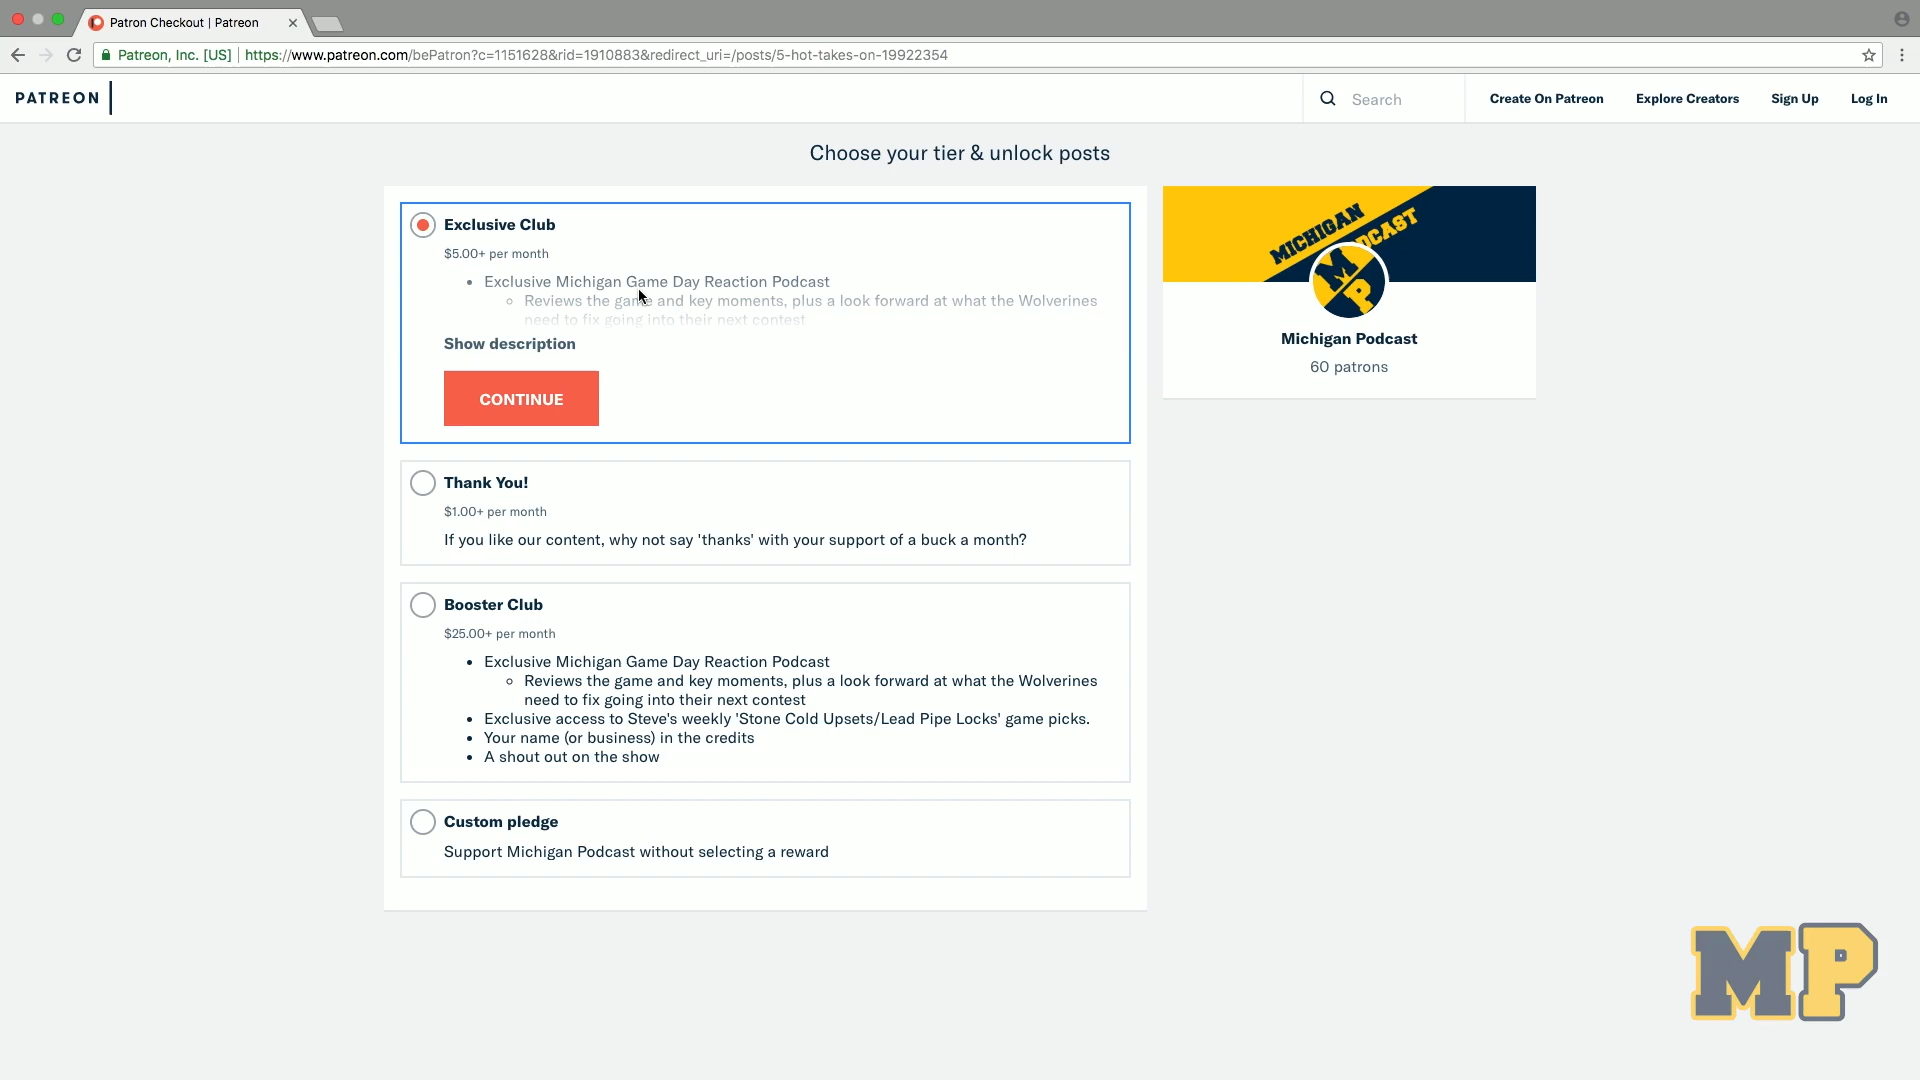 Patron Checkout | Patreon
Patreon, Inc. [US] https://www.patreon.com/bePatron?c=1151628&rid=1910883&redirect_uri=/posts/5-hot-takes-on-19922354
PATREON
Search
Create On Patreon
Explore Creators
Sign Up
Log In
Choose your tier & unlock posts
Exclusive Club
$5.00+ per month
Exclusive Michigan Game Day Reaction Podcast
Reviews the game and key moments, plus a look forward at what the Wolverines
need to fix going into their next contest
Show description
CONTINUE
Thank You!
$1.00+ per month
If you like our content, why not say 'thanks' with your support of a buck a month?
Booster Club
$25.00+ per month
Exclusive Michigan Game Day Reaction Podcast
Reviews the game and key moments, plus a look forward at what the Wolverines
need to fix going into their next contest
Exclusive access to Steve's weekly 'Stone Cold Upsets/Lead Pipe Locks' game picks.
Your name (or business) in the credits
A shout out on the show
Custom pledge
Support Michigan Podcast without selecting a reward
MICHIGAN
DCAST
MP
Michigan Podcast
60 patrons
MP